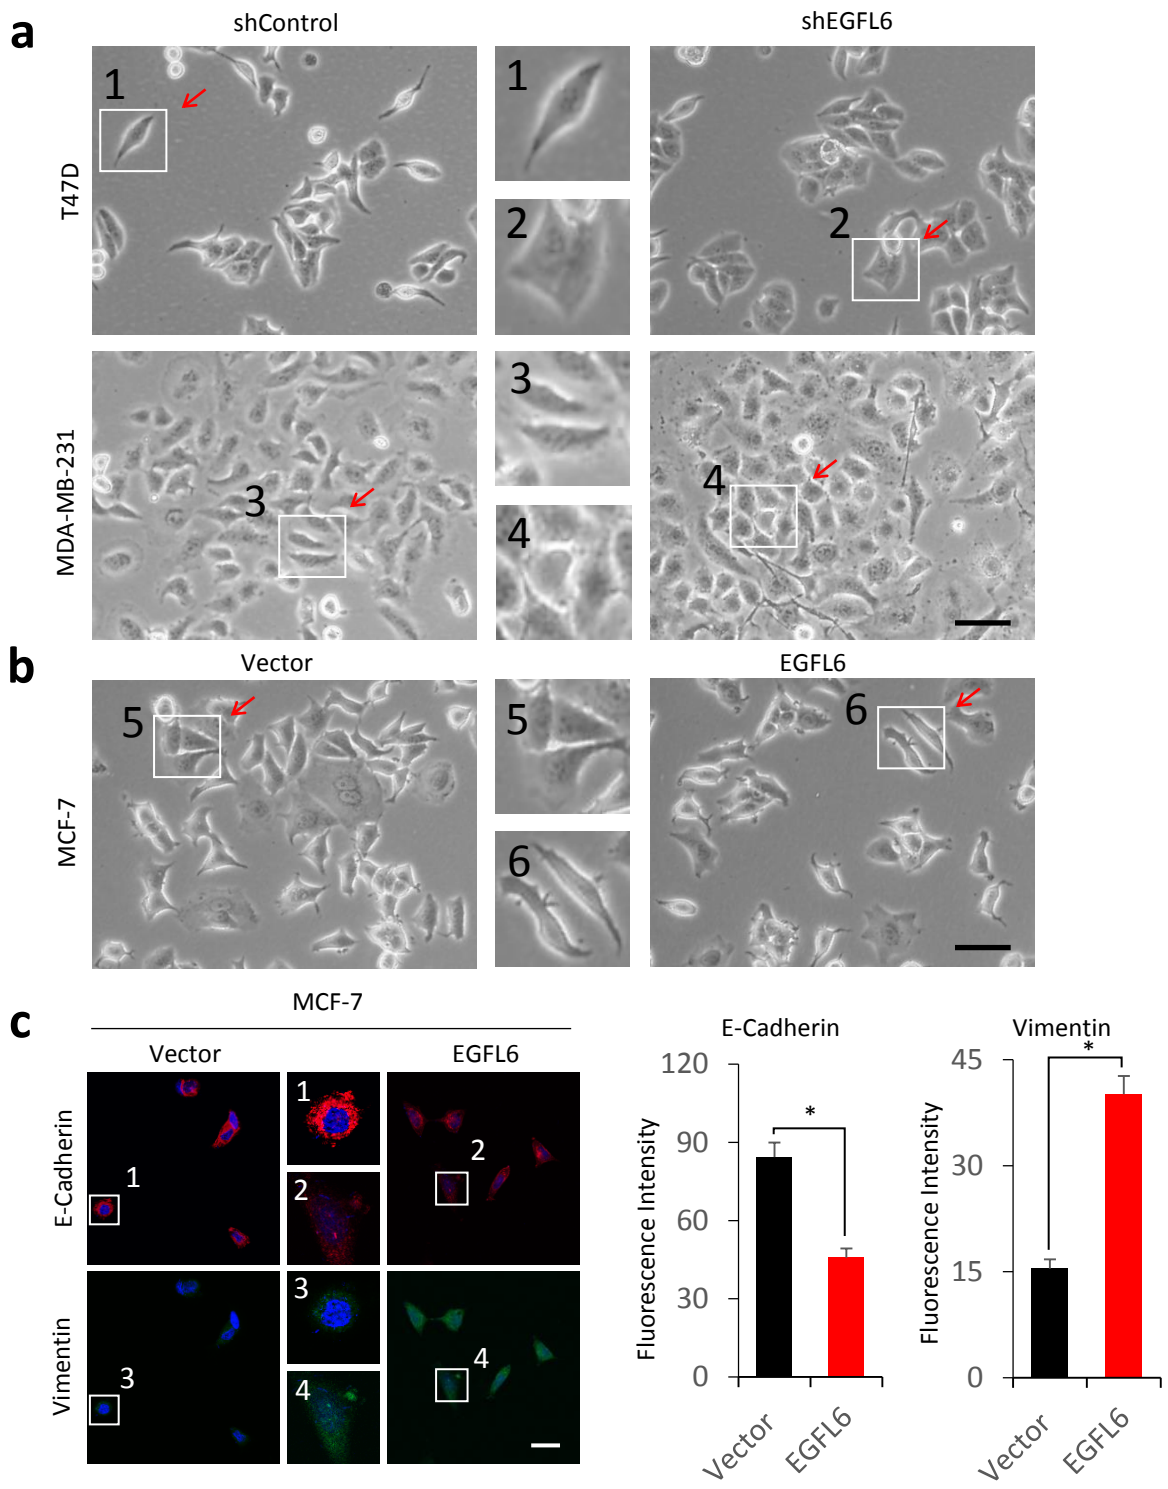 a
shControl
shEGFL6
T47D
1
1
2
2
MDA-MB-231
3
3
4
4
b
Vector
EGFL6
MCF-7
5
5
6
6
c
MCF-7
Vector
EGFL6
E-Cadherin
1
1
2
2
Vimentin
3
3
4
4
E-Cadherin
Fluorescence Intensity
120
90
60
30
0
*
Vector
EGFL6
Vimentin
Fluorescence Intensity
45
30
15
0
*
Vector
EGFL6